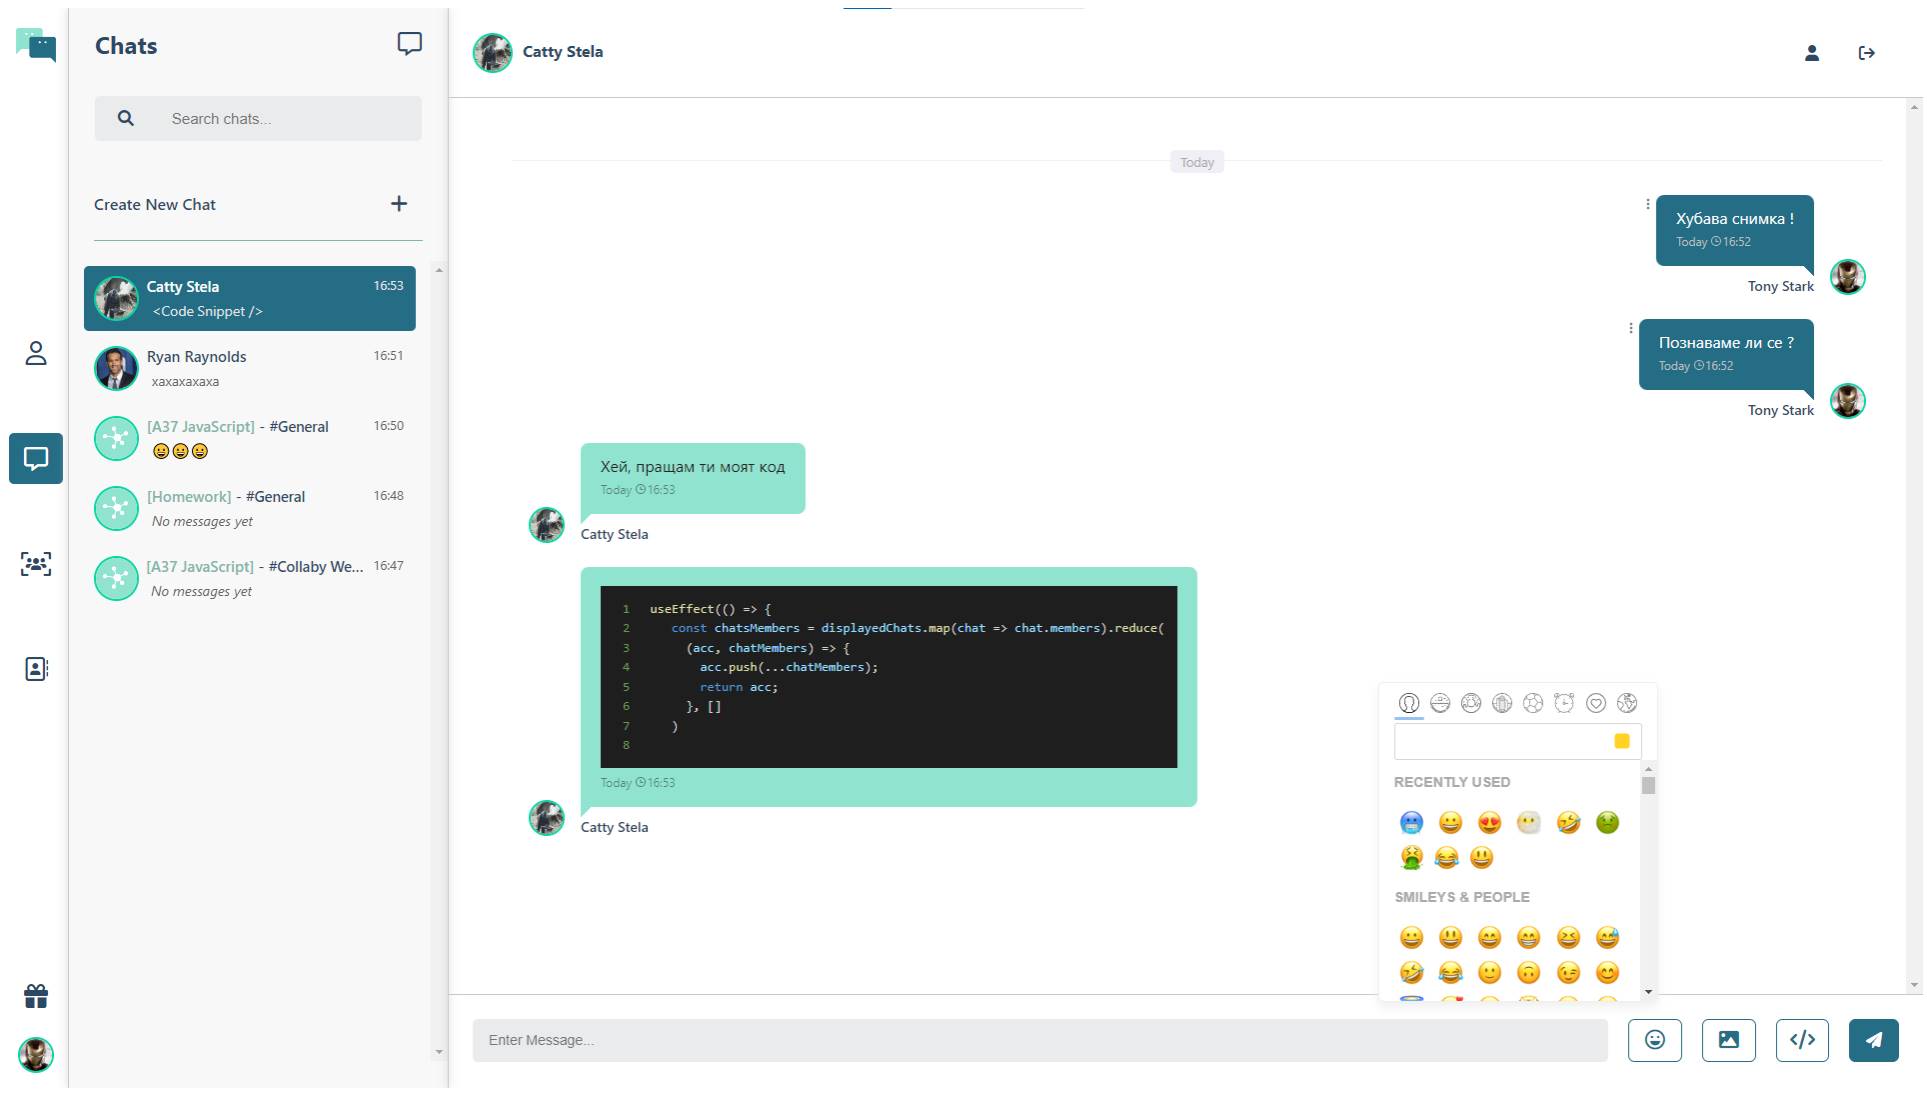 Chats
Search chats...
Create New Chat
Catty Stela 16:53
<Code Snippet />
Ryan Raynolds 16:51
xaxaxaxaxa
[A37 JavaScript] - #General 16:50
[Homework] - #General 16:48
No messages yet
[A37 JavaScript] - #Collaby We... 16:47
No messages yet
Catty Stela
Today
Хубава снимка !
Today 16:52
Tony Stark
Познаваме ли се ?
Today 16:52
Tony Stark
Хей, пращам ти моят код
Today 16:53
Catty Stela
1 useEffect(() => {
2 const chatsMembers = displayedChats.map(chat => chat.members).reduce(
3 (acc, chatMembers) => {
4 acc.push(...chatMembers);
5 return acc;
6 }, []
7 )
8
Today 16:53
Catty Stela
RECENTLY USED
SMILEYS & PEOPLE
Enter Message...